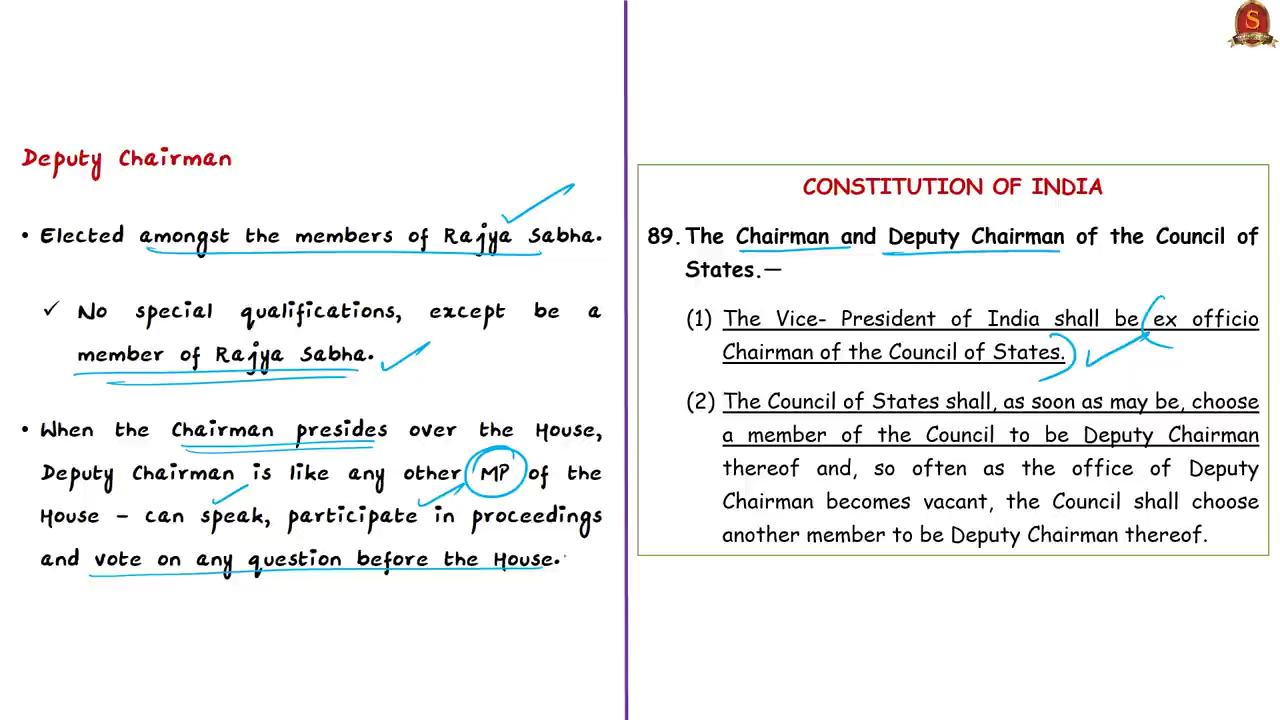 S
Deputy Chairman
• Elected amongst the members of Rajya Sabha.
✓ No special qualifications, except be a
member of Rajya Sabha.
• When the Chairman presides over the House,
Deputy Chairman is like any other MP of the
House – can speak, participate in proceedings
and vote on any question before the House.
CONSTITUTION OF INDIA
89. The Chairman and Deputy Chairman of the Council of
States.—
(1) The Vice- President of India shall be ex officio
Chairman of the Council of States.
(2) The Council of States shall, as soon as may be, choose
a member of the Council to be Deputy Chairman
thereof and, so often as the office of Deputy
Chairman becomes vacant, the Council shall choose
another member to be Deputy Chairman thereof.